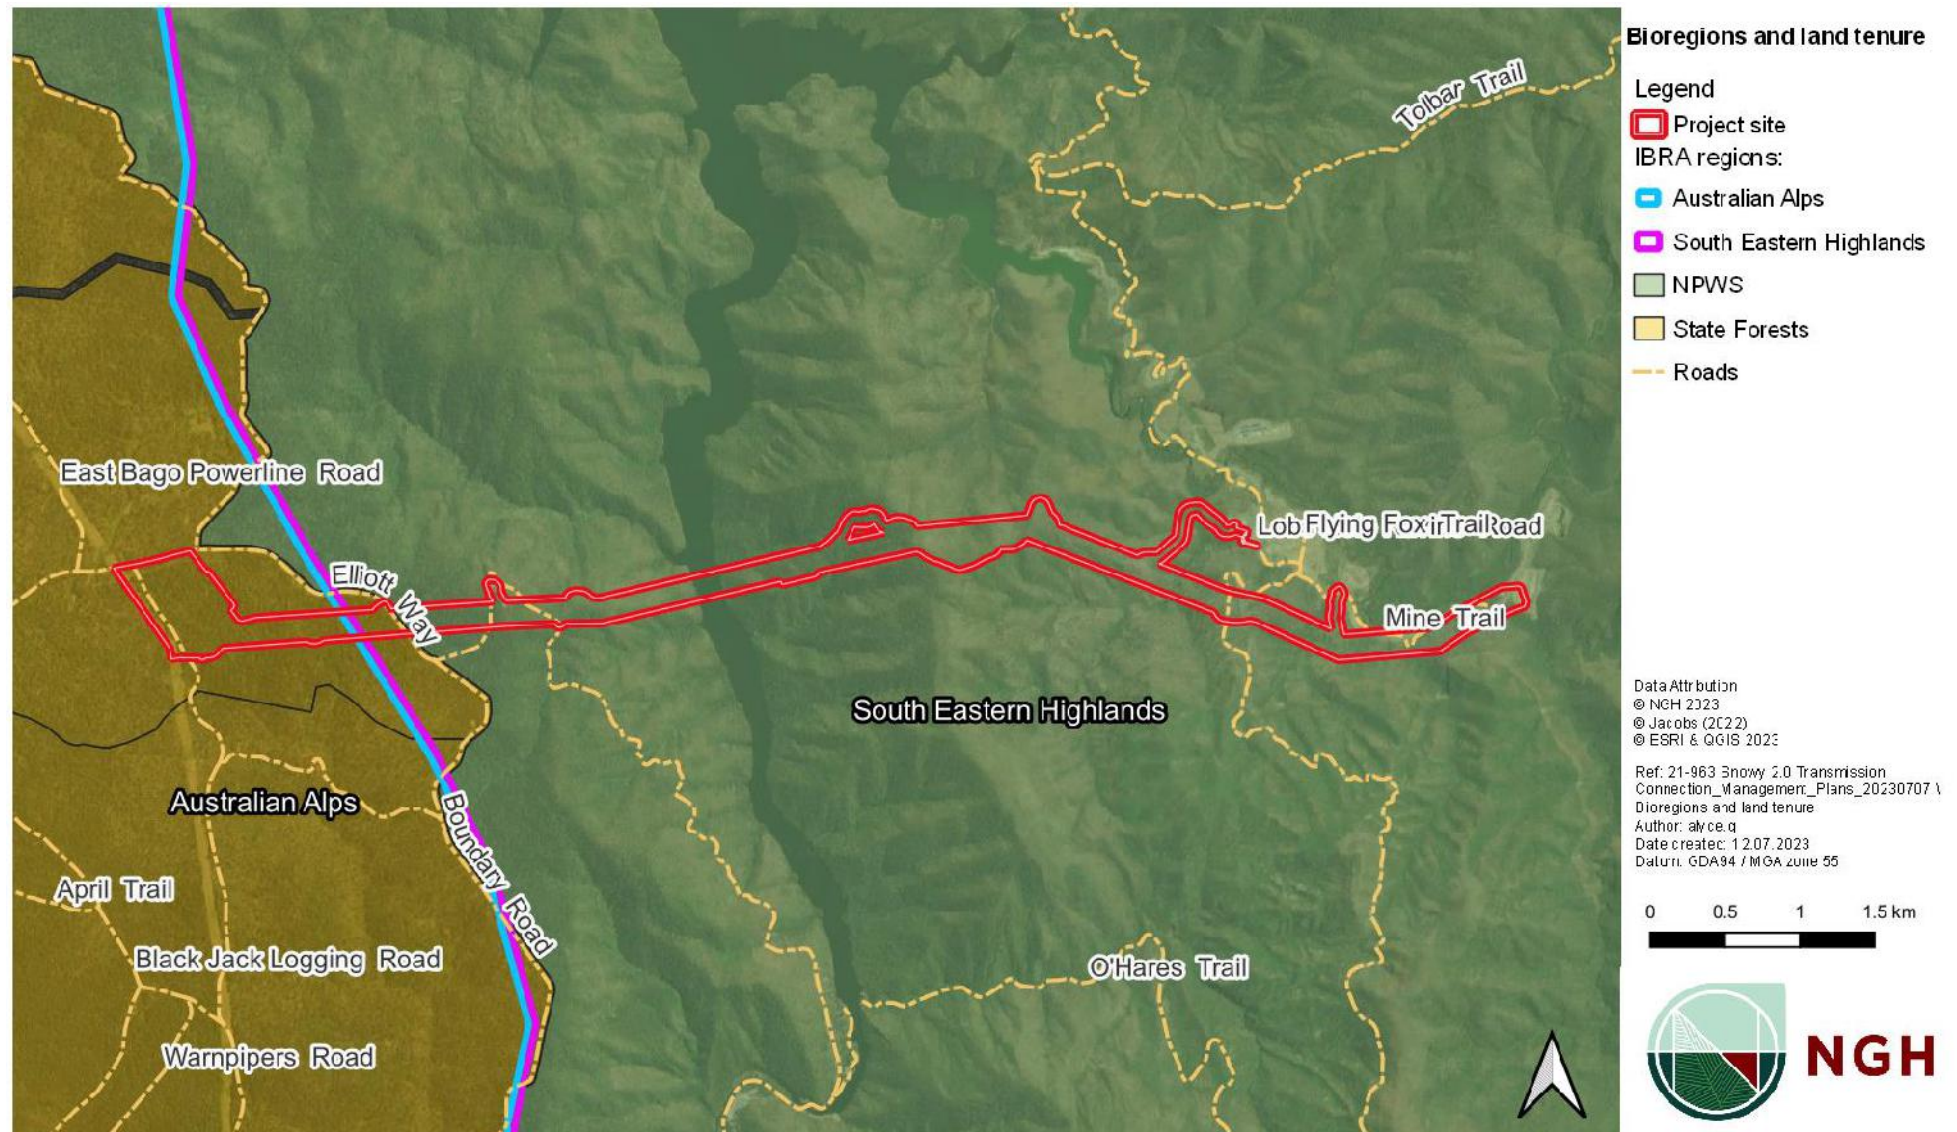 Bioregions and land tenure
Legend
Project site
IBRA regions:
Australian Alps
South Eastern Highlands
NPWS
State Forests
Roads
Tolbar Trail
East Bago Powerline Road
Elliott Way
Flying Fox Trail Road
Mine Trail
South Eastern Highlands
Australian Alps
Boundary Road
April Trail
Black Jack Logging Road
O'Hares Trail
Warnpipers Road
Data Attribution
© NGH 2023
© Jacobs (2022)
© ESRI & QGIS 2023
Ref: 21-963 Snowy 2.0 Transmission
Connection_Management_Plans_20230707 \
Bioregions and land tenure
Author: alyce.g
Date created: 12.07.2023
Datum: GDA94 / MGA zone 55
0 0.5 1 1.5 km
NGH